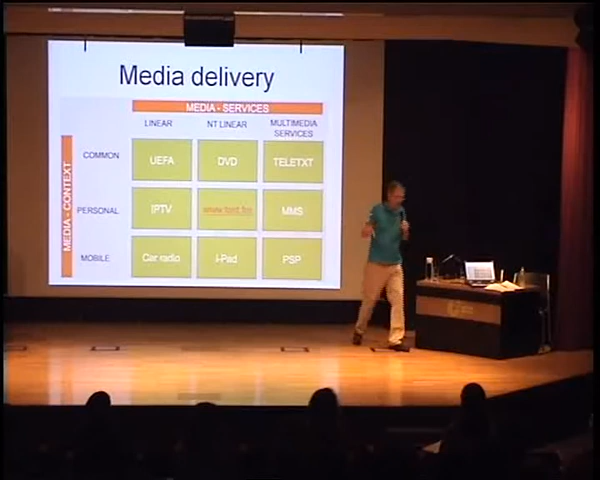 Media delivery
MEDIA - SERVICES
LINEAR
NT LINEAR
MULTIMEDIA
SERVICES
MEDIA - CONTEXT
COMMON
UEFA
DVD
TELETXT
PERSONAL
IPTV
MMS
MOBILE
Car radio
I-Pad
PSP